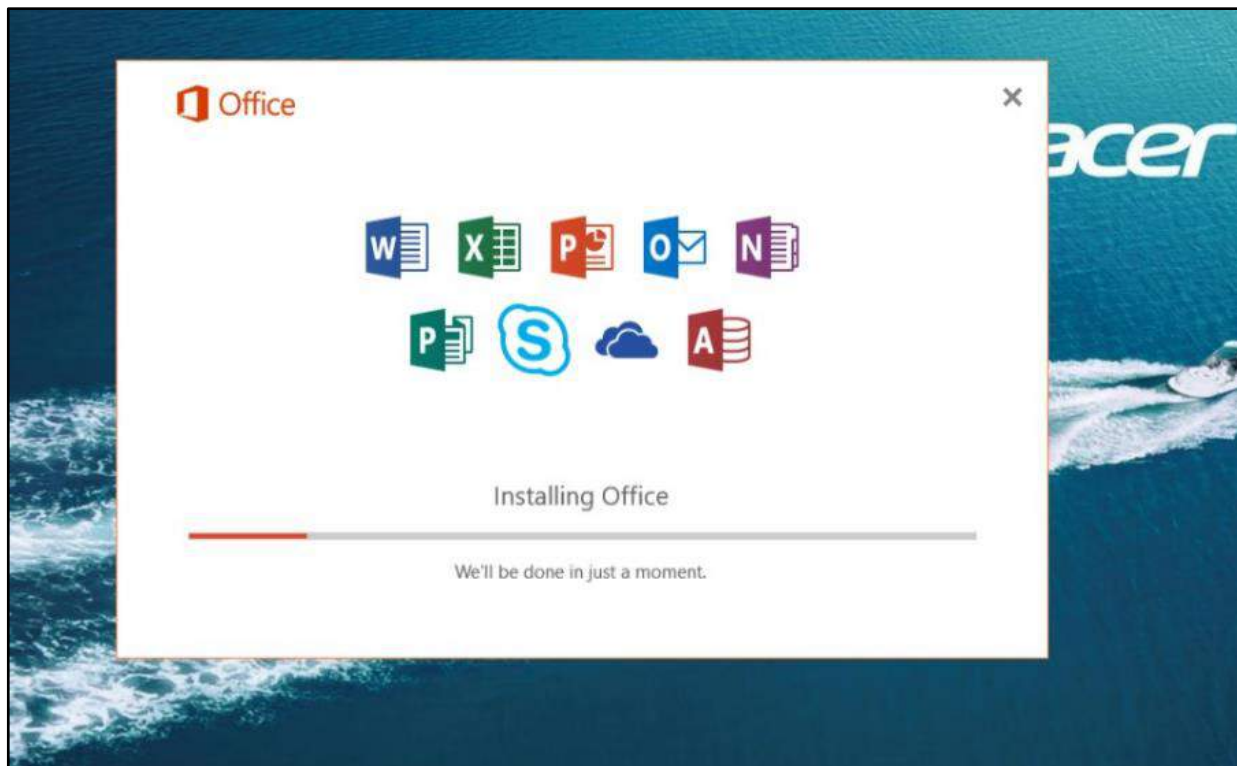 Office
acer
W X P O N
P S A
Installing Office
We'll be done in just a moment.